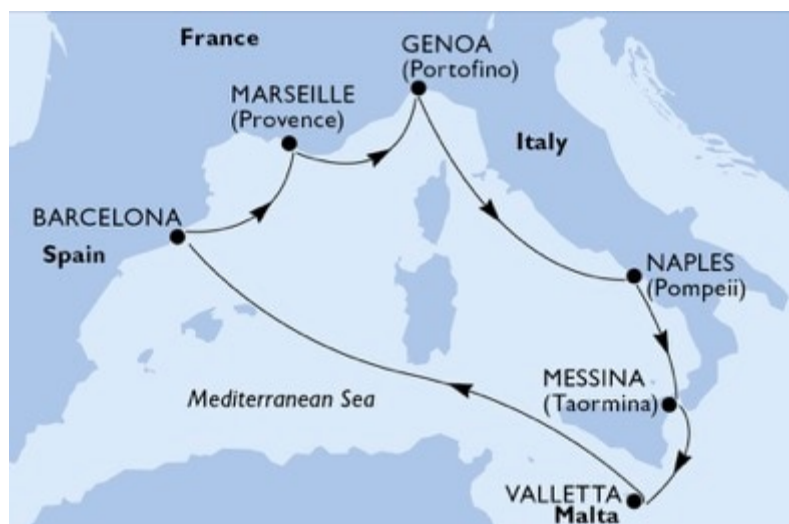 France
GENOA
(Portofino)
MARSEILLE
(Provence)
Italy
BARCELONA
Spain
NAPLES
(Pompeii)
MESSINA
(Taormina)
Mediterranean Sea
VALLETTA
Malta